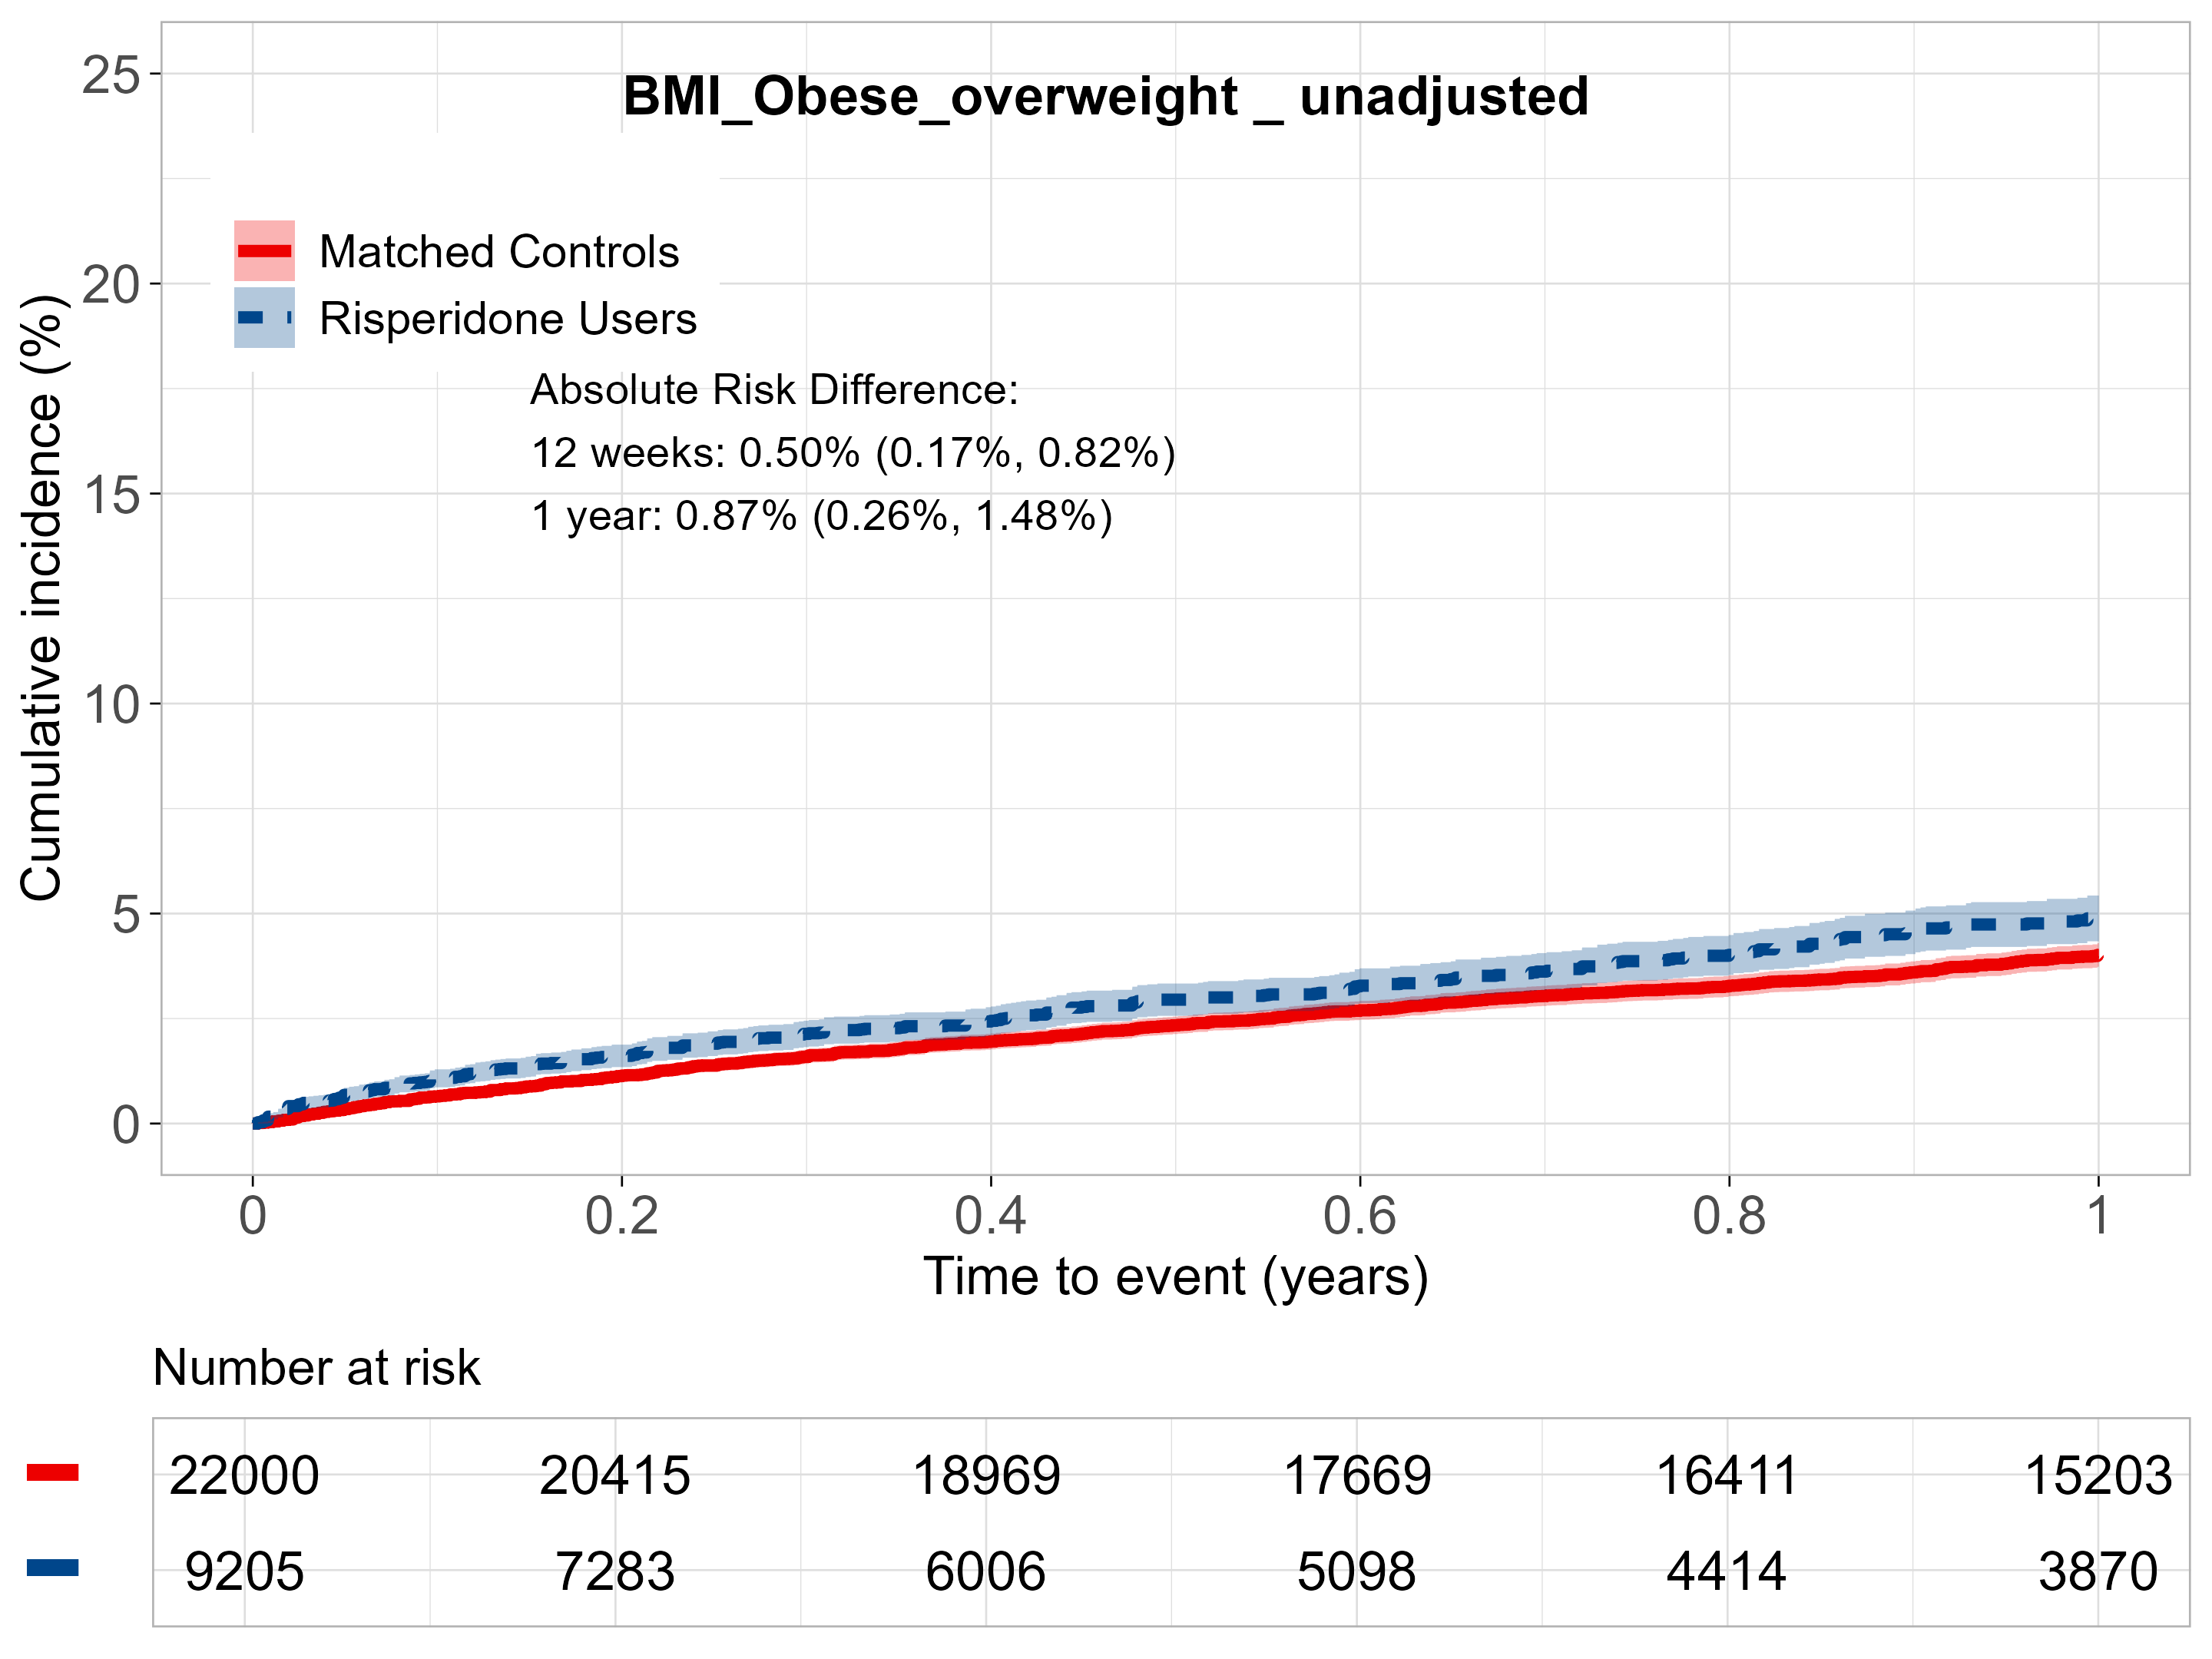 BMI_Obese_overweight _ unadjusted
Matched Controls
Risperidone Users
Absolute Risk Difference:
12 weeks: 0.50% (0.17%, 0.82%)
1 year: 0.87% (0.26%, 1.48%)
Cumulative incidence (%)
25
20
15
10
5
0
0 0.2 0.4 0.6 0.8 1
Time to event (years)
Number at risk
22000 20415 18969 17669 16411 15203
9205 7283 6006 5098 4414 3870